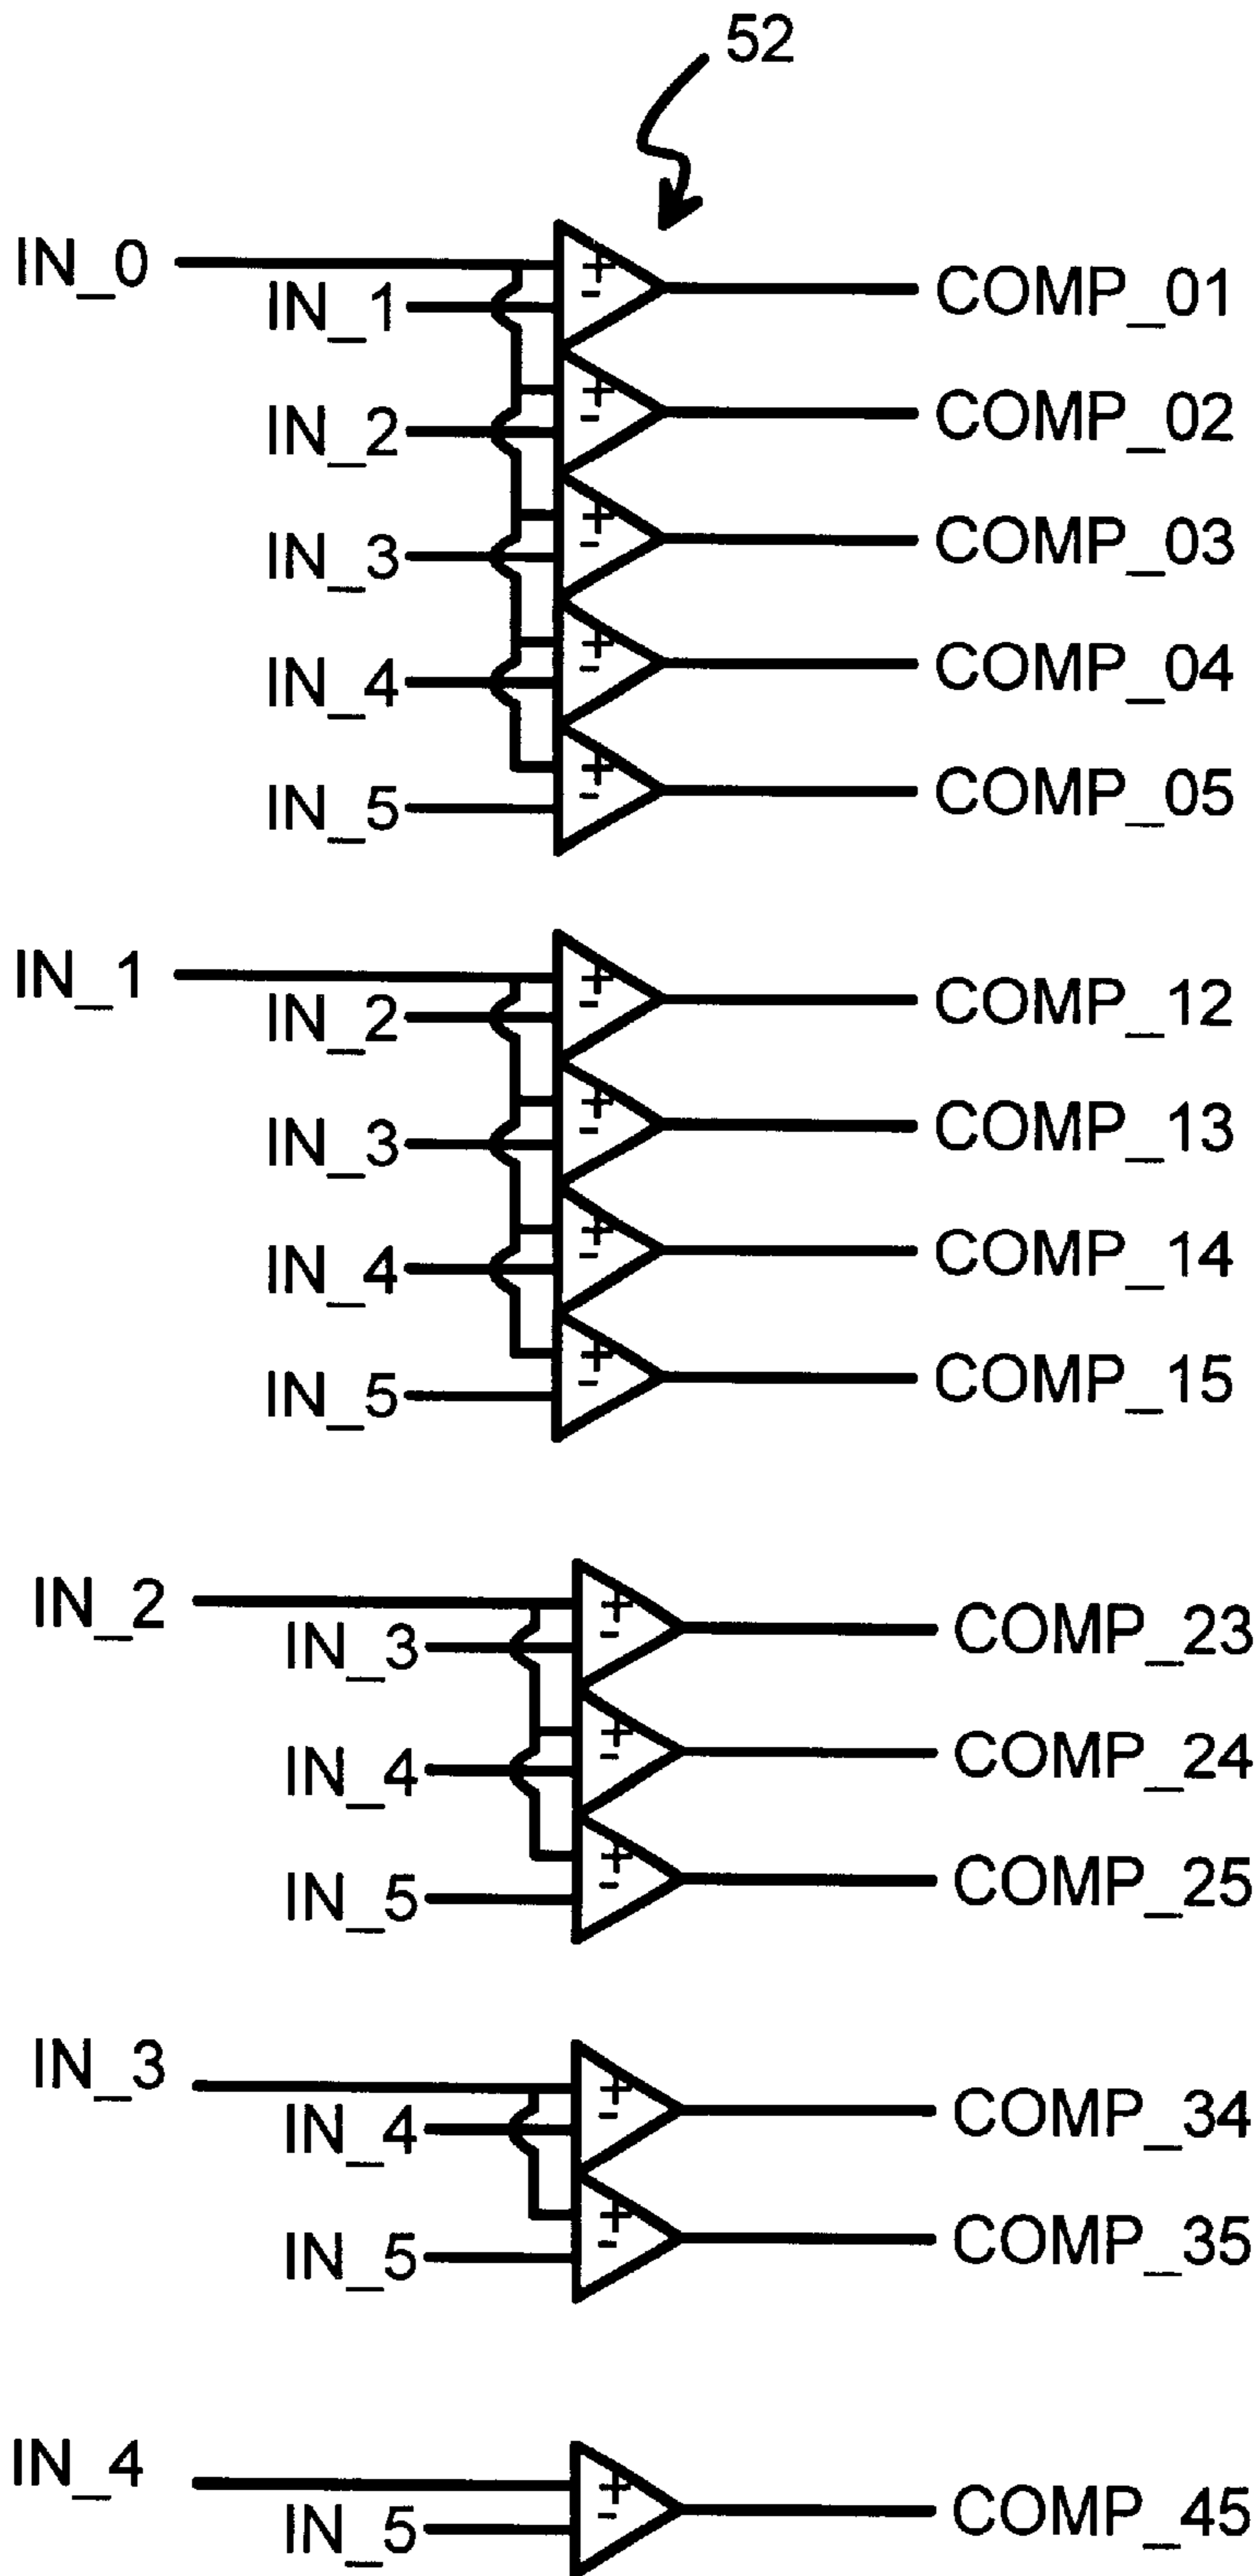 52
IN_0
+
-
IN_1
COMP_01
+
-
IN_2
COMP_02
+
-
IN_3
COMP_03
+
-
IN_4
COMP_04
+
-
IN_5
COMP_05
IN_1
+
-
IN_2
COMP_12
+
-
IN_3
COMP_13
+
-
IN_4
COMP_14
+
-
IN_5
COMP_15
IN_2
+
-
IN_3
COMP_23
+
-
IN_4
COMP_24
+
-
IN_5
COMP_25
IN_3
+
-
IN_4
COMP_34
+
-
IN_5
COMP_35
IN_4
+
-
IN_5
COMP_45